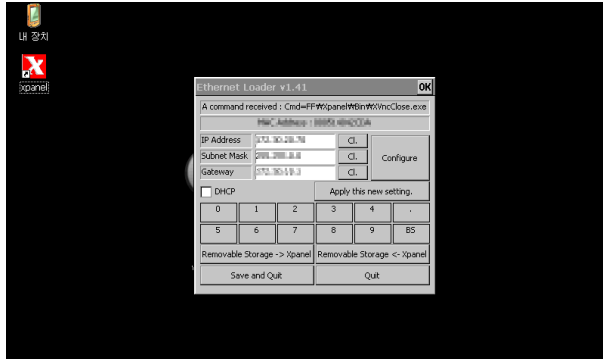 내 장치
xpanel
Ethernet Loader v1.41
OK
A command received : Cmd=FF₩Xpanel₩Bin₩XVncClose.exe
MAC Address :
IP Address
Cl.
Subnet Mask
Cl.
Configure
Gateway
Cl.
DHCP
Apply this new setting.
0 1 2 3 4 .
5 6 7 8 9 BS
Removable Storage -> Xpanel
Removable Storage <- Xpanel
Save and Quit
Quit